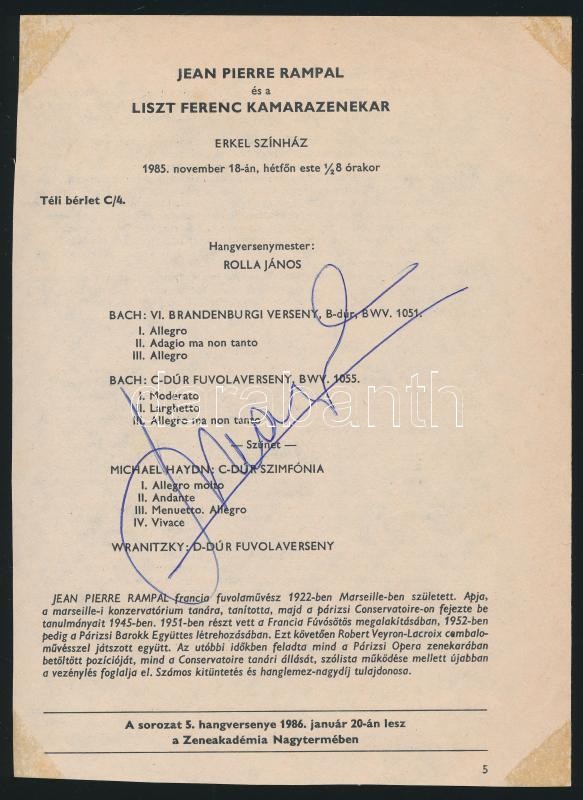 JEAN PIERRE RAMPAL
és a
LISZT FERENC KAMARAZENEKAR
ERKEL SZÍNHÁZ
1985. november 18-án, hétfőn este ½8 órakor
Téli bérlet C/4.
Hangversenymester:
ROLLA JÁNOS
BACH: VI. BRANDENBURGI VERSENY, B-dúr, BWV. 1051.
I. Allegro
II. Adagio ma non tanto
III. Allegro
BACH: C-DÚR FUVOLAVERSENY, BWV. 1055.
I. Moderato
II. Larghetto
III. Allegro ma non tanto
— Szünet —
MICHAEL HAYDN: C-DÚR SZIMFÓNIA
I. Allegro molto
II. Andante
III. Menuetto. Allegro
IV. Vivace
WRANITZKY: D-DÚR FUVOLAVERSENY
JEAN PIERRE RAMPAL francia fuvolaművész 1922-ben Marseille-ben született. Apja,
a marseille-i konzervatórium tanára, tanította, majd a párizsi Conservatoire-on fejezte be
tanulmányait 1945-ben. 1951-ben részt vett a Francia Fúvósötös megalakításában, 1952-ben
pedig a Párizsi Barokk Együttes létrehozásában. Ezt követően Robert Veyron-Lacroix cembalo-
művésszel játszott együtt. Az utóbbi időkben feladta mind a Párizsi Opera zenekarában
betöltött pozícióját, mind a Conservatoire tanári állását, szólista működése mellett újabban
a vezénylés foglalja el. Számos kitüntetés és hanglemez-nagydíj tulajdonosa.
A sorozat 5. hangversenye 1986. január 20-án lesz
a Zeneakadémia Nagytermében
5
darabanth